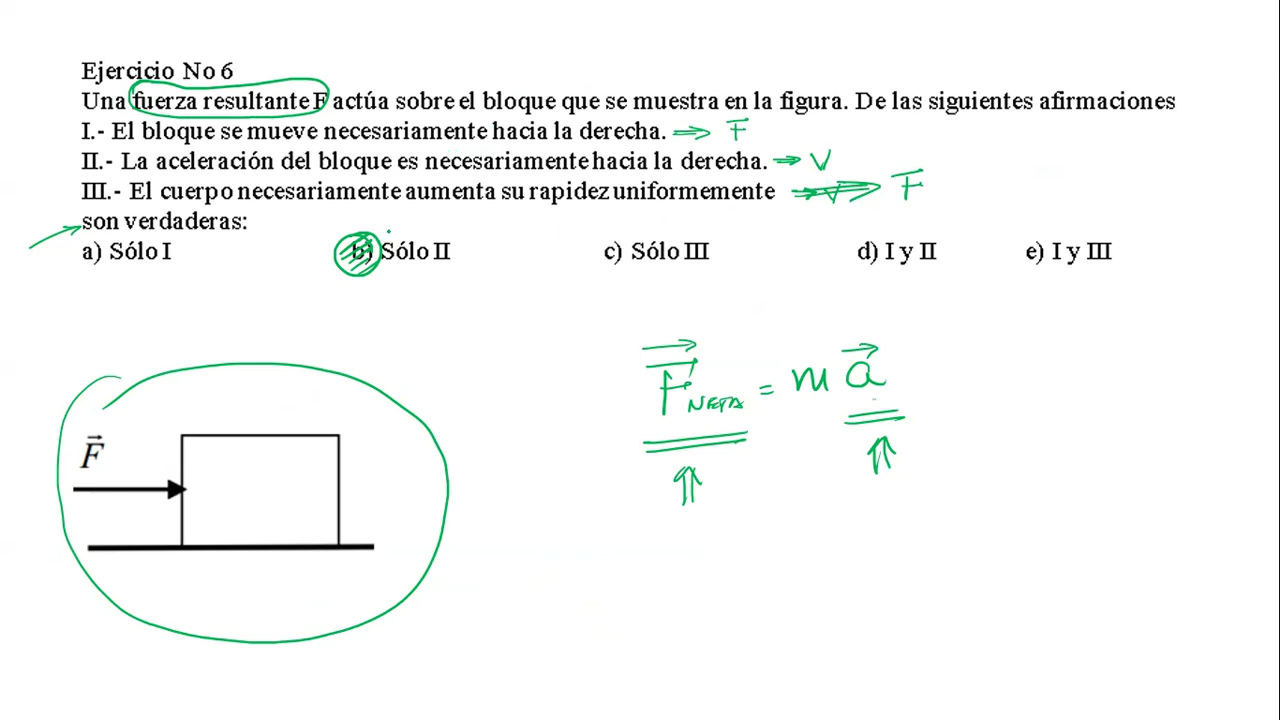 Ejercicio No 6
Una fuerza resultante F actúa sobre el bloque que se muestra en la figura. De las siguientes afirmaciones
I.- El bloque se mueve necesariamente hacia la derecha. ⇒ F
II.- La aceleración del bloque es necesariamente hacia la derecha. → V
III.- El cuerpo necesariamente aumenta su rapidez uniformemente F
son verdaderas:
a) Sólo I b) Sólo II c) Sólo III d) I y II e) I y III
F NETA = m a
F